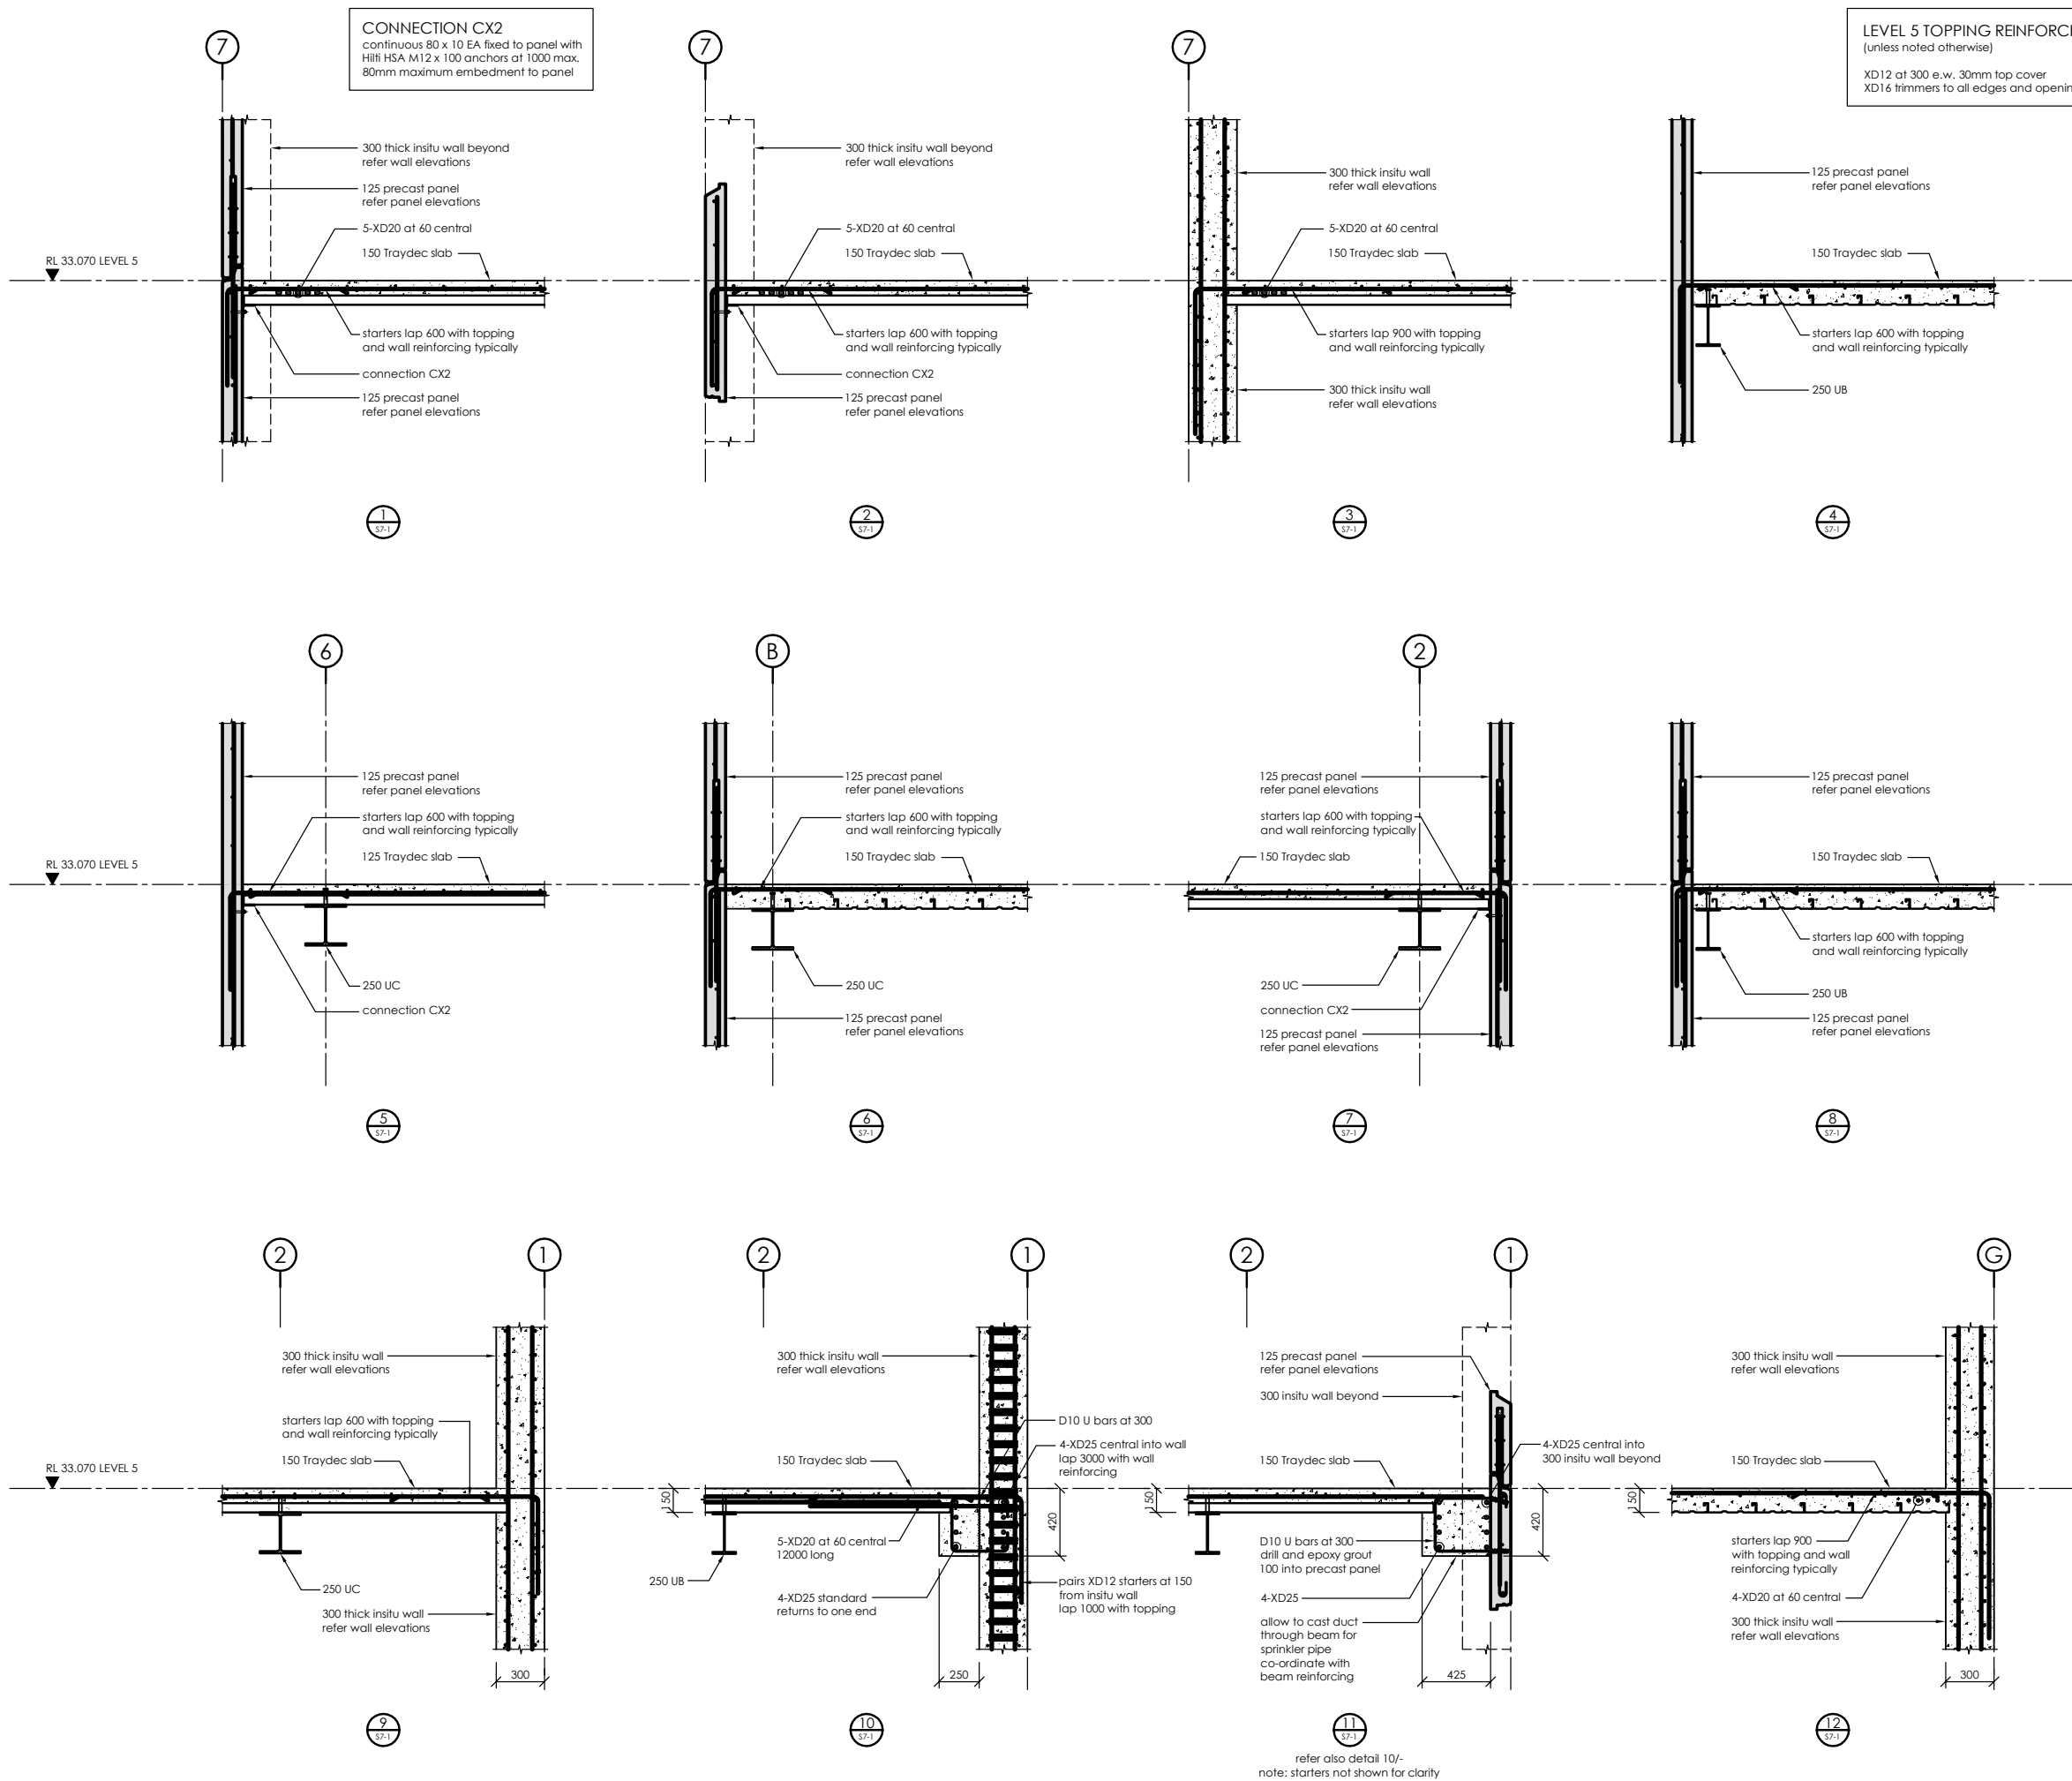 CONNECTION CX2
continuous 80 x 10 EA fixed to panel with
Hilti HSA M12 x 100 anchors at 1000 max.
80mm maximum embedment to panel
LEVEL 5 TOPPING REINFORC
(unless noted otherwise)
XD12 at 300 e.w. 30mm top cover
XD16 trimmers to all edges and openin
RL 33.070 LEVEL 5
7
300 thick insitu wall beyond
refer wall elevations
125 precast panel
refer panel elevations
5-XD20 at 60 central
150 Traydec slab
starters lap 600 with topping
and wall reinforcing typically
connection CX2
125 precast panel
refer panel elevations
1
S7-1
7
300 thick insitu wall beyond
refer wall elevations
5-XD20 at 60 central
150 Traydec slab
starters lap 600 with topping
and wall reinforcing typically
connection CX2
125 precast panel
refer panel elevations
2
S7-1
7
300 thick insitu wall
refer wall elevations
5-XD20 at 60 central
150 Traydec slab
starters lap 900 with topping
and wall reinforcing typically
300 thick insitu wall
refer wall elevations
3
S7-1
125 precast panel
refer panel elevations
150 Traydec slab
starters lap 600 with topping
and wall reinforcing typically
250 UB
4
S7-1
RL 33.070 LEVEL 5
6
125 precast panel
refer panel elevations
starters lap 600 with topping
and wall reinforcing typically
125 Traydec slab
250 UC
connection CX2
5
S7-1
B
125 precast panel
refer panel elevations
starters lap 600 with topping
and wall reinforcing typically
150 Traydec slab
250 UC
125 precast panel
refer panel elevations
6
S7-1
2
125 precast panel
refer panel elevations
starters lap 600 with topping
and wall reinforcing typically
150 Traydec slab
250 UC
connection CX2
125 precast panel
refer panel elevations
7
S7-1
125 precast panel
refer panel elevations
150 Traydec slab
starters lap 600 with topping
and wall reinforcing typically
250 UB
125 precast panel
refer panel elevations
8
S7-1
RL 33.070 LEVEL 5
2
1
300 thick insitu wall
refer wall elevations
starters lap 600 with topping
and wall reinforcing typically
150 Traydec slab
250 UC
300 thick insitu wall
refer wall elevations
300
9
S7-1
2
1
300 thick insitu wall
refer wall elevations
D10 U bars at 300
4-XD25 central into wall
lap 3000 with wall
reinforcing
150 Traydec slab
150
420
5-XD20 at 60 central
12000 long
250 UB
4-XD25 standard
returns to one end
pairs XD12 starters at 150
from insitu wall
lap 1000 with topping
250
10
S7-1
2
1
125 precast panel
refer panel elevations
300 insitu wall beyond
4-XD25 central into
300 insitu wall beyond
150 Traydec slab
150
420
D10 U bars at 300
drill and epoxy grout
100 into precast panel
4-XD25
allow to cast duct
through beam for
sprinkler pipe
co-ordinate with
beam reinforcing
425
11
S7-1
refer also detail 10/-
note: starters not shown for clarity
G
300 thick insitu wall
refer wall elevations
150 Traydec slab
150
starters lap 900
with topping and wall
reinforcing typically
4-XD20 at 60 central
300 thick insitu wall
refer wall elevations
300
12
S7-1